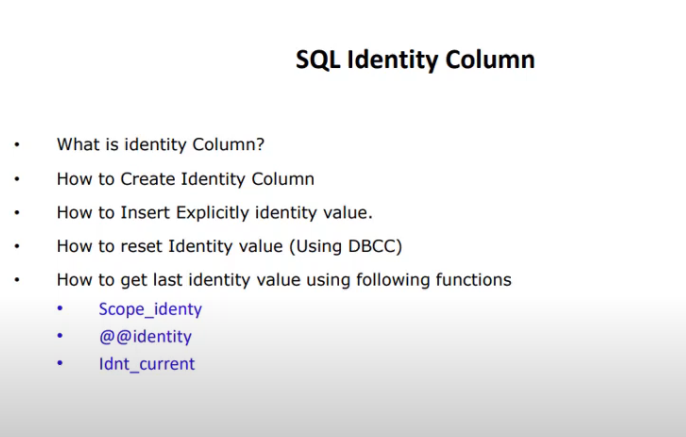 SQL Identity Column
• What is identity Column?
• How to Create Identity Column
• How to Insert Explicitly identity value.
• How to reset Identity value (Using DBCC)
• How to get last identity value using following functions
• Scope_identy
• @@identity
• Idnt_current